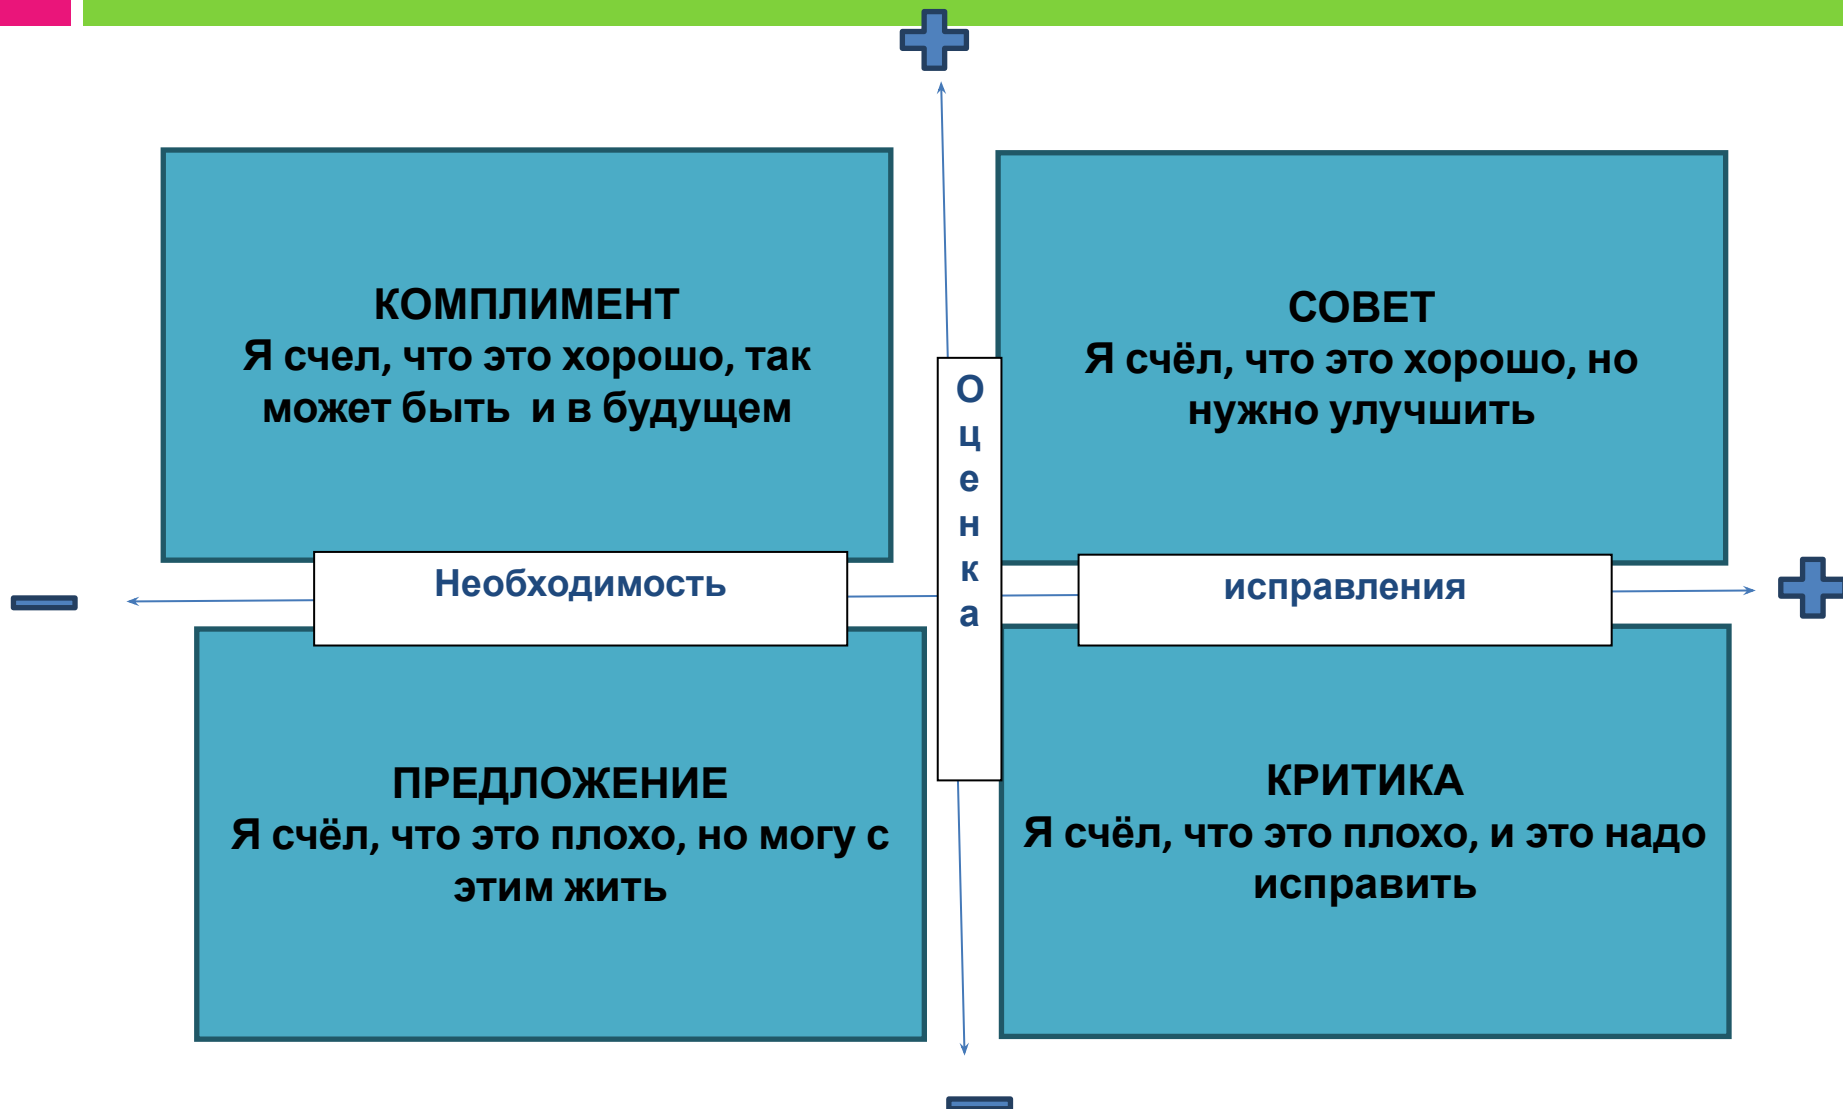 КОМПЛИМЕНТ
Я счел, что это хорошо, так
может быть и в будущем
СОВЕТ
Я счёл, что это хорошо, но
нужно улучшить
Оценка
Необходимость
исправления
ПРЕДЛОЖЕНИЕ
Я счёл, что это плохо, но могу с
этим жить
КРИТИКА
Я счёл, что это плохо, и это надо
исправить